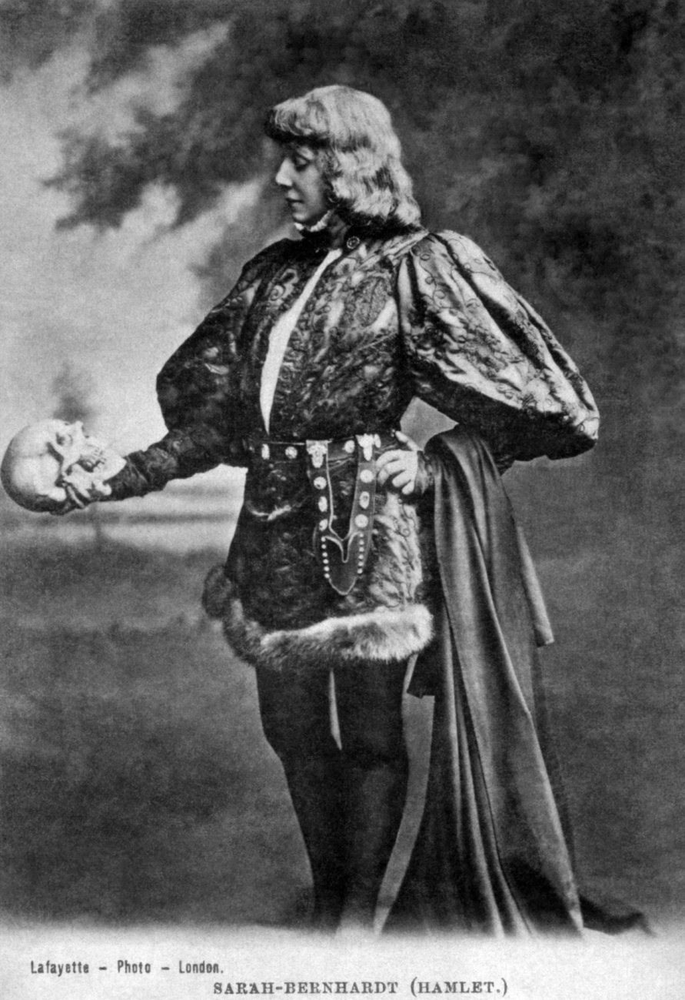 Lafayette – Photo – London.
SARAH-BERNHARDT (HAMLET.)